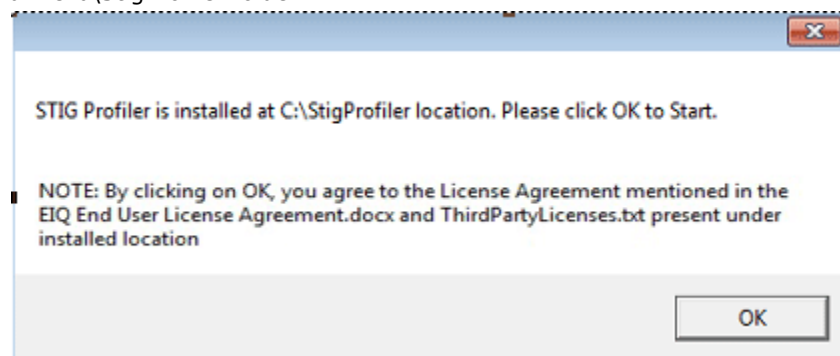 STIG Profiler is installed at C:\StigProfiler location. Please click OK to Start.
NOTE: By clicking on OK, you agree to the License Agreement mentioned in the
EIQ End User License Agreement.docx and ThirdPartyLicenses.txt present under
installed location
OK